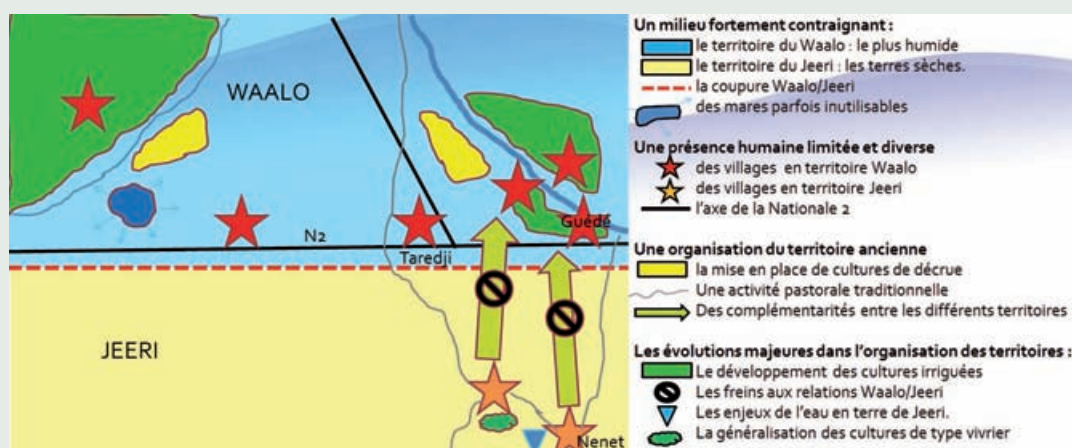 WAALO
N2
Taredji
Guédé
JEERI
Nenet
Un milieu fortement contraignant :
le territoire du Waalo : le plus humide
le territoire du Jeeri : les terres sèches.
la coupure Waalo/Jeeri
des mares parfois inutilisables
Une présence humaine limitée et diverse
des villages en territoire Waalo
des villages en territoire Jeeri
l'axe de la Nationale 2
Une organisation du territoire ancienne
la mise en place de cultures de décrue
Une activité pastorale traditionnelle
Des complémentarités entre les différents territoires
Les évolutions majeures dans l'organisation des territoires :
Le développement des cultures irriguées
Les freins aux relations Waalo/Jeeri
Les enjeux de l'eau en terre de Jeeri.
La généralisation des cultures de type vivrier